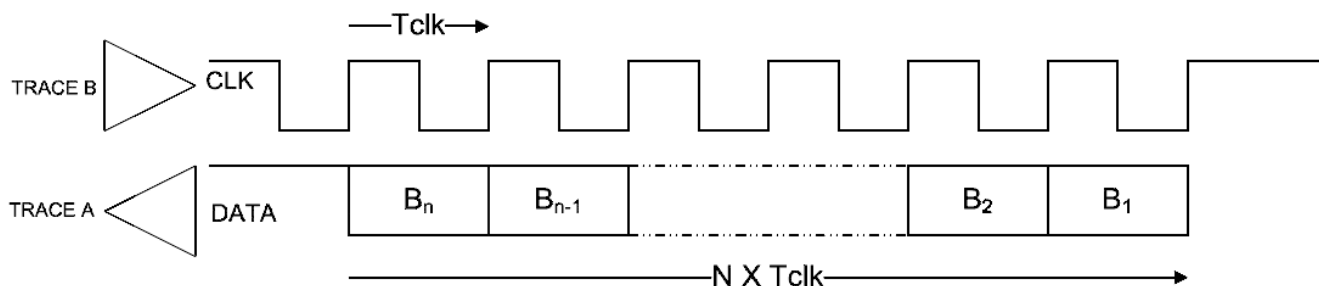 Tclk
TRACE B
CLK
TRACE A
DATA
Bn
Bn-1
B2
B1
N X Tclk